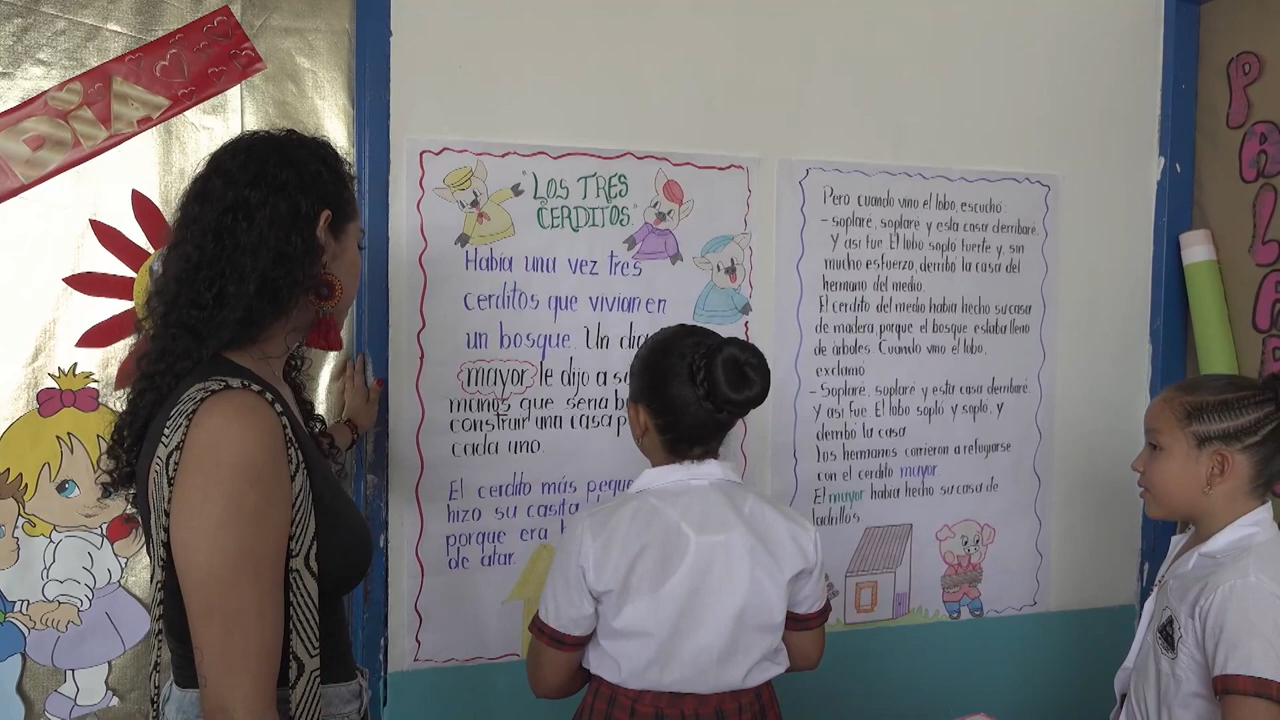 DiA
"LOS TRES
CERDITOS."
Había una vez tres
cerditos que vivian en
un bosque. Un día
mayor le dijo a s
manos que seria b
construir una casa p
cada uno.
El cerdito más peque
hizo su casita
porque era
de atar.
Pero cuando vino el lobo, escuchó:
- soplaré, soplaré y esta casa derribaré.
Y así fue. El lobo sopló fuerte y, sin
mucho esfuerzo, derribó la casa del
hermano del medio.
El cerdito del medio había hecho su casa
de madera, porque el bosque estaba lleno
de árboles. Cuando vino el lobo,
exclamó
- Soplaré, soplaré y esta casa derribaré.
Y así fue. El lobo sopló y sopló, y
derribó la casa
Los hermanos corrieron a refugiarse
con el cerdito mayor.
El mayor había hecho su casa de
ladrillos
PALAB